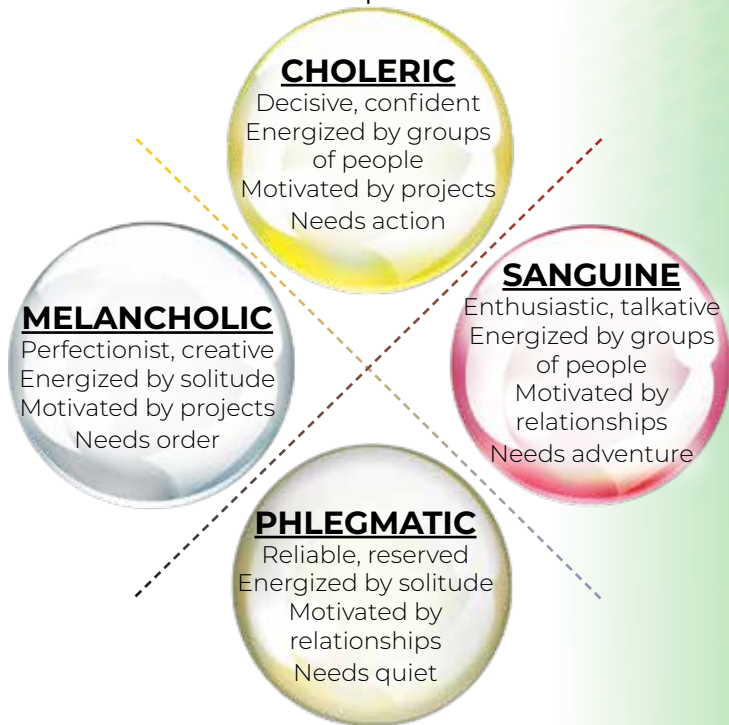 CHOLERIC
Decisive, confident
Energized by groups
of people
Motivated by projects
Needs action
MELANCHOLIC
Perfectionist, creative
Energized by solitude
Motivated by projects
Needs order
SANGUINE
Enthusiastic, talkative
Energized by groups
of people
Motivated by
relationships
Needs adventure
PHLEGMATIC
Reliable, reserved
Energized by solitude
Motivated by
relationships
Needs quiet